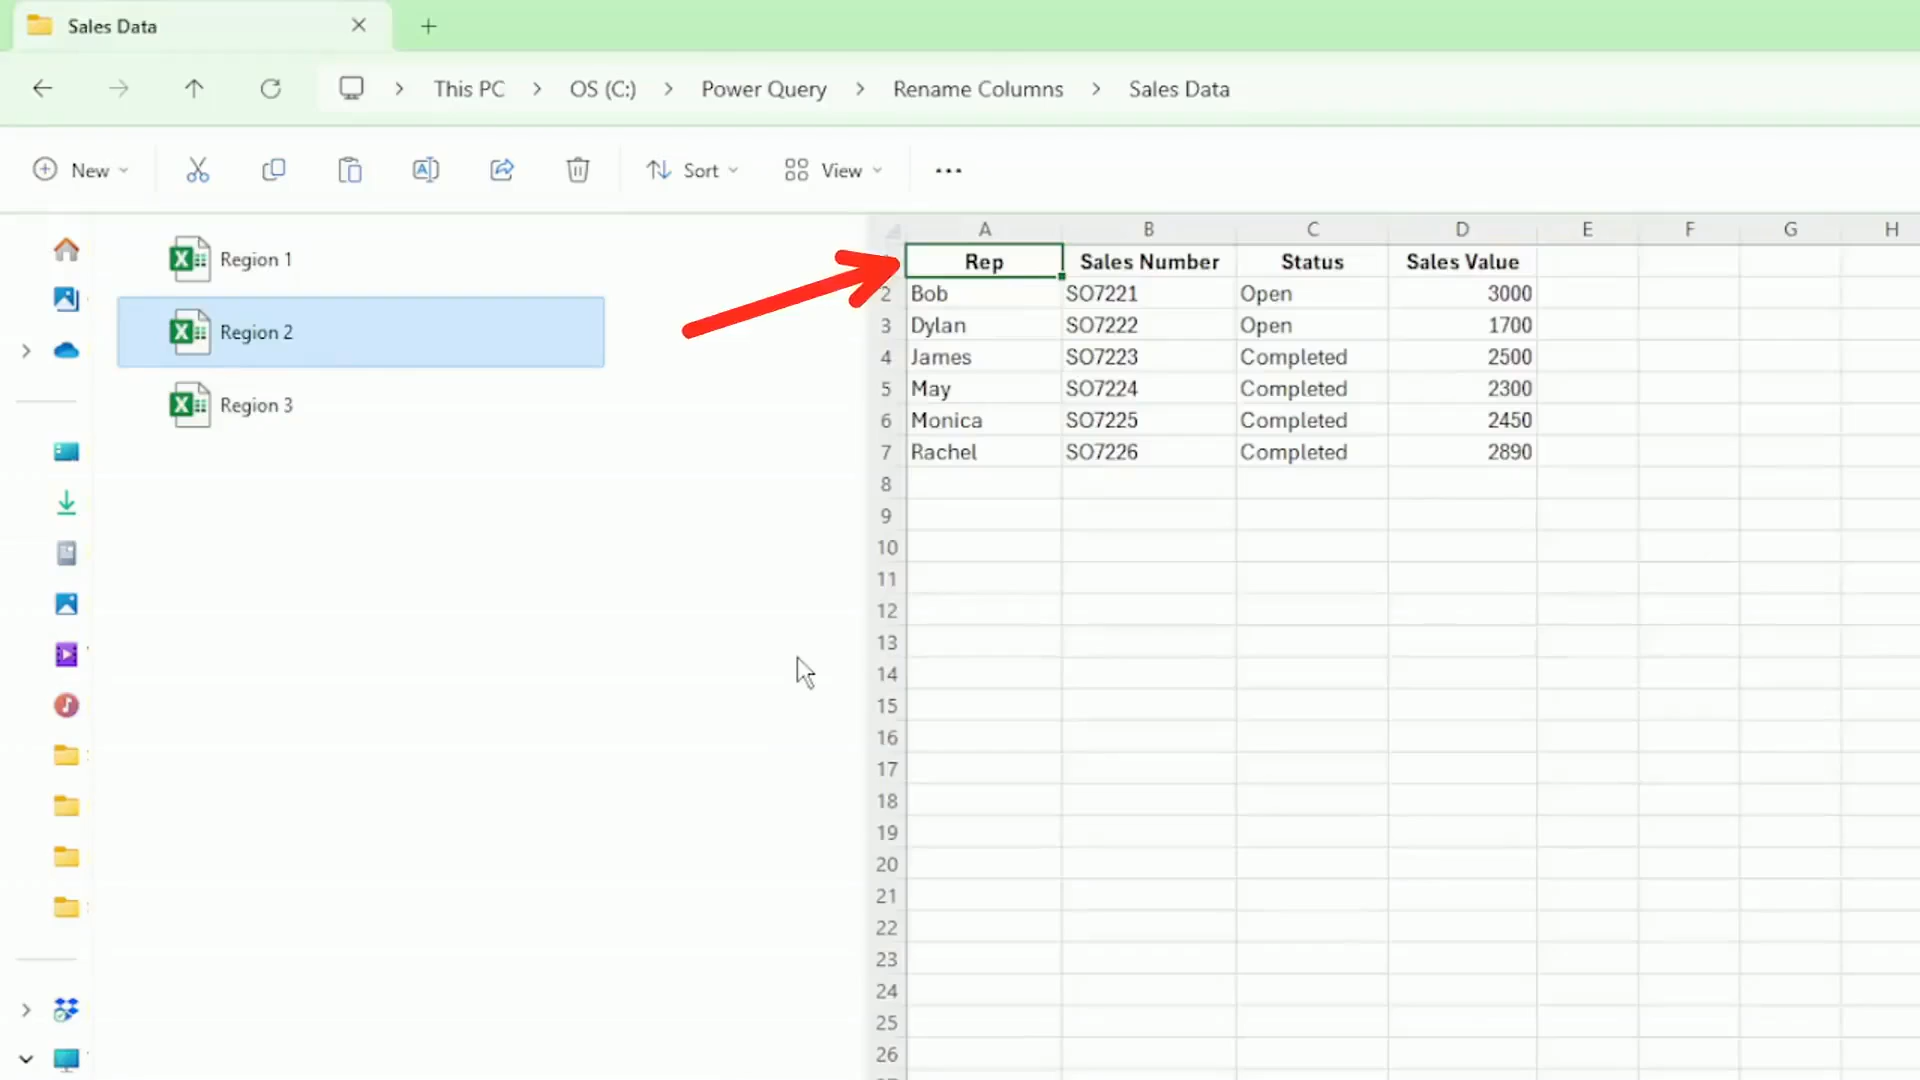 Sales Data
This PC > OS (C:) > Power Query > Rename Columns > Sales Data
New Sort View ...
Region 1
Region 2
Region 3
A B C D E F G H
Rep Sales Number Status Sales Value
2 Bob SO7221 Open 3000
3 Dylan SO7222 Open 1700
4 James SO7223 Completed 2500
5 May SO7224 Completed 2300
6 Monica SO7225 Completed 2450
7 Rachel SO7226 Completed 2890
8
9
10
11
12
13
14
15
16
17
18
19
20
21
22
23
24
25
26